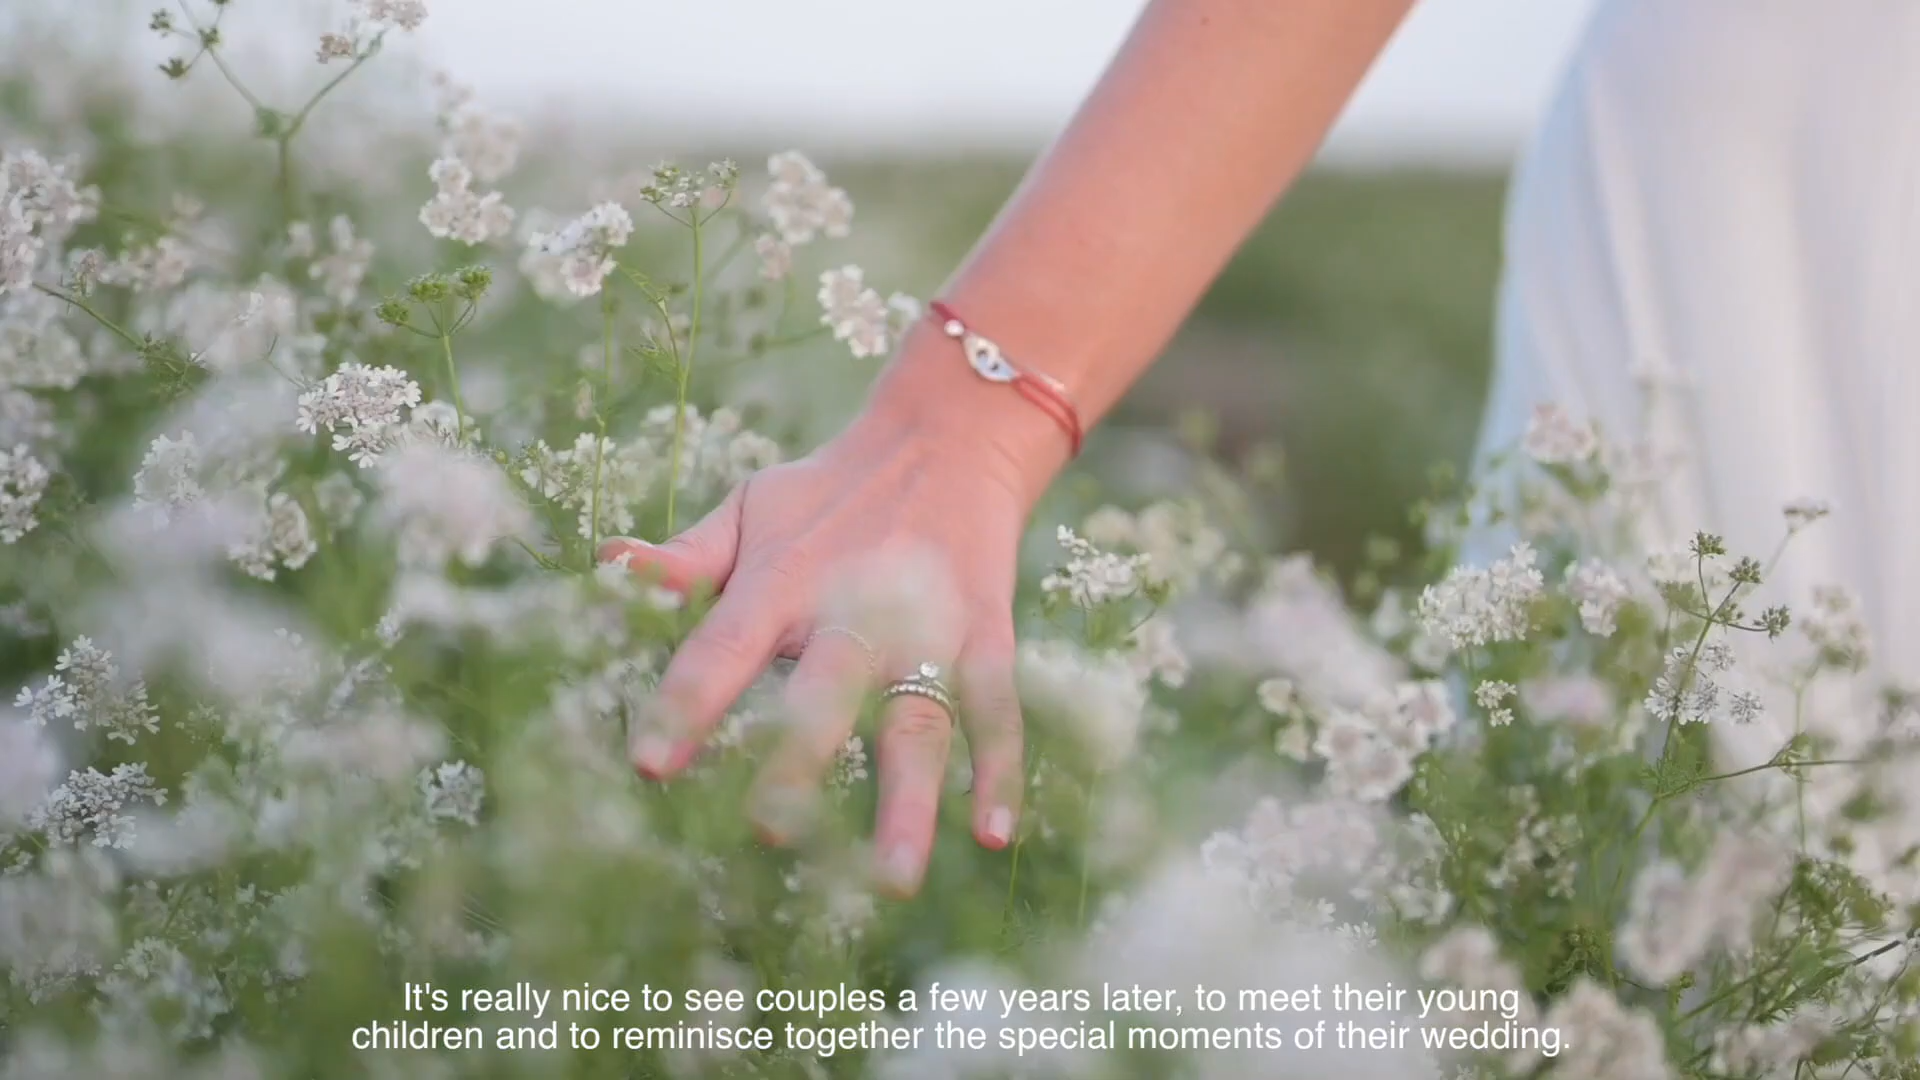 It's really nice to see couples a few years later, to meet their young
children and to reminisce together the special moments of their wedding.